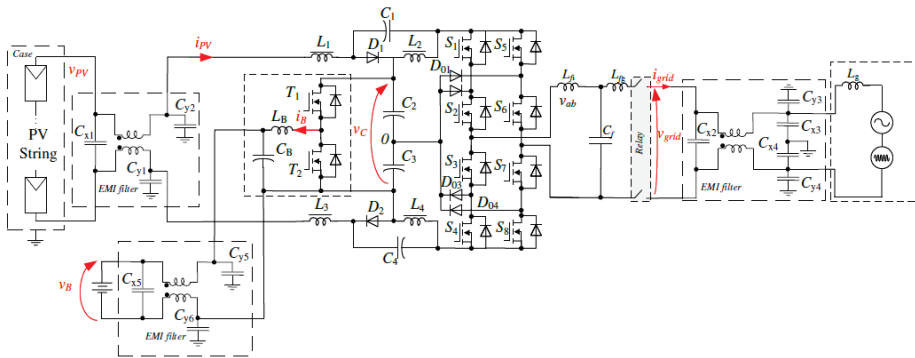 Case
PV
String
v_PV
C_x1
C_y2
C_y1
EMI filter
i_PV
L_1
C_1
D_1
L_2
T_1
i_B
L_B
C_B
T_2
v_C
C_2
0
C_3
D_01
S_1
S_5
S_2
S_6
S_3
S_7
D_03
D_04
S_4
S_8
L_3
D_2
L_4
C_4
v_B
C_x5
C_y5
C_y6
EMI filter
L_fi
v_ab
L_fg
C_f
Relay
i_grid
v_grid
C_x2
C_y3
C_x3
C_x4
C_y4
EMI filter
L_g